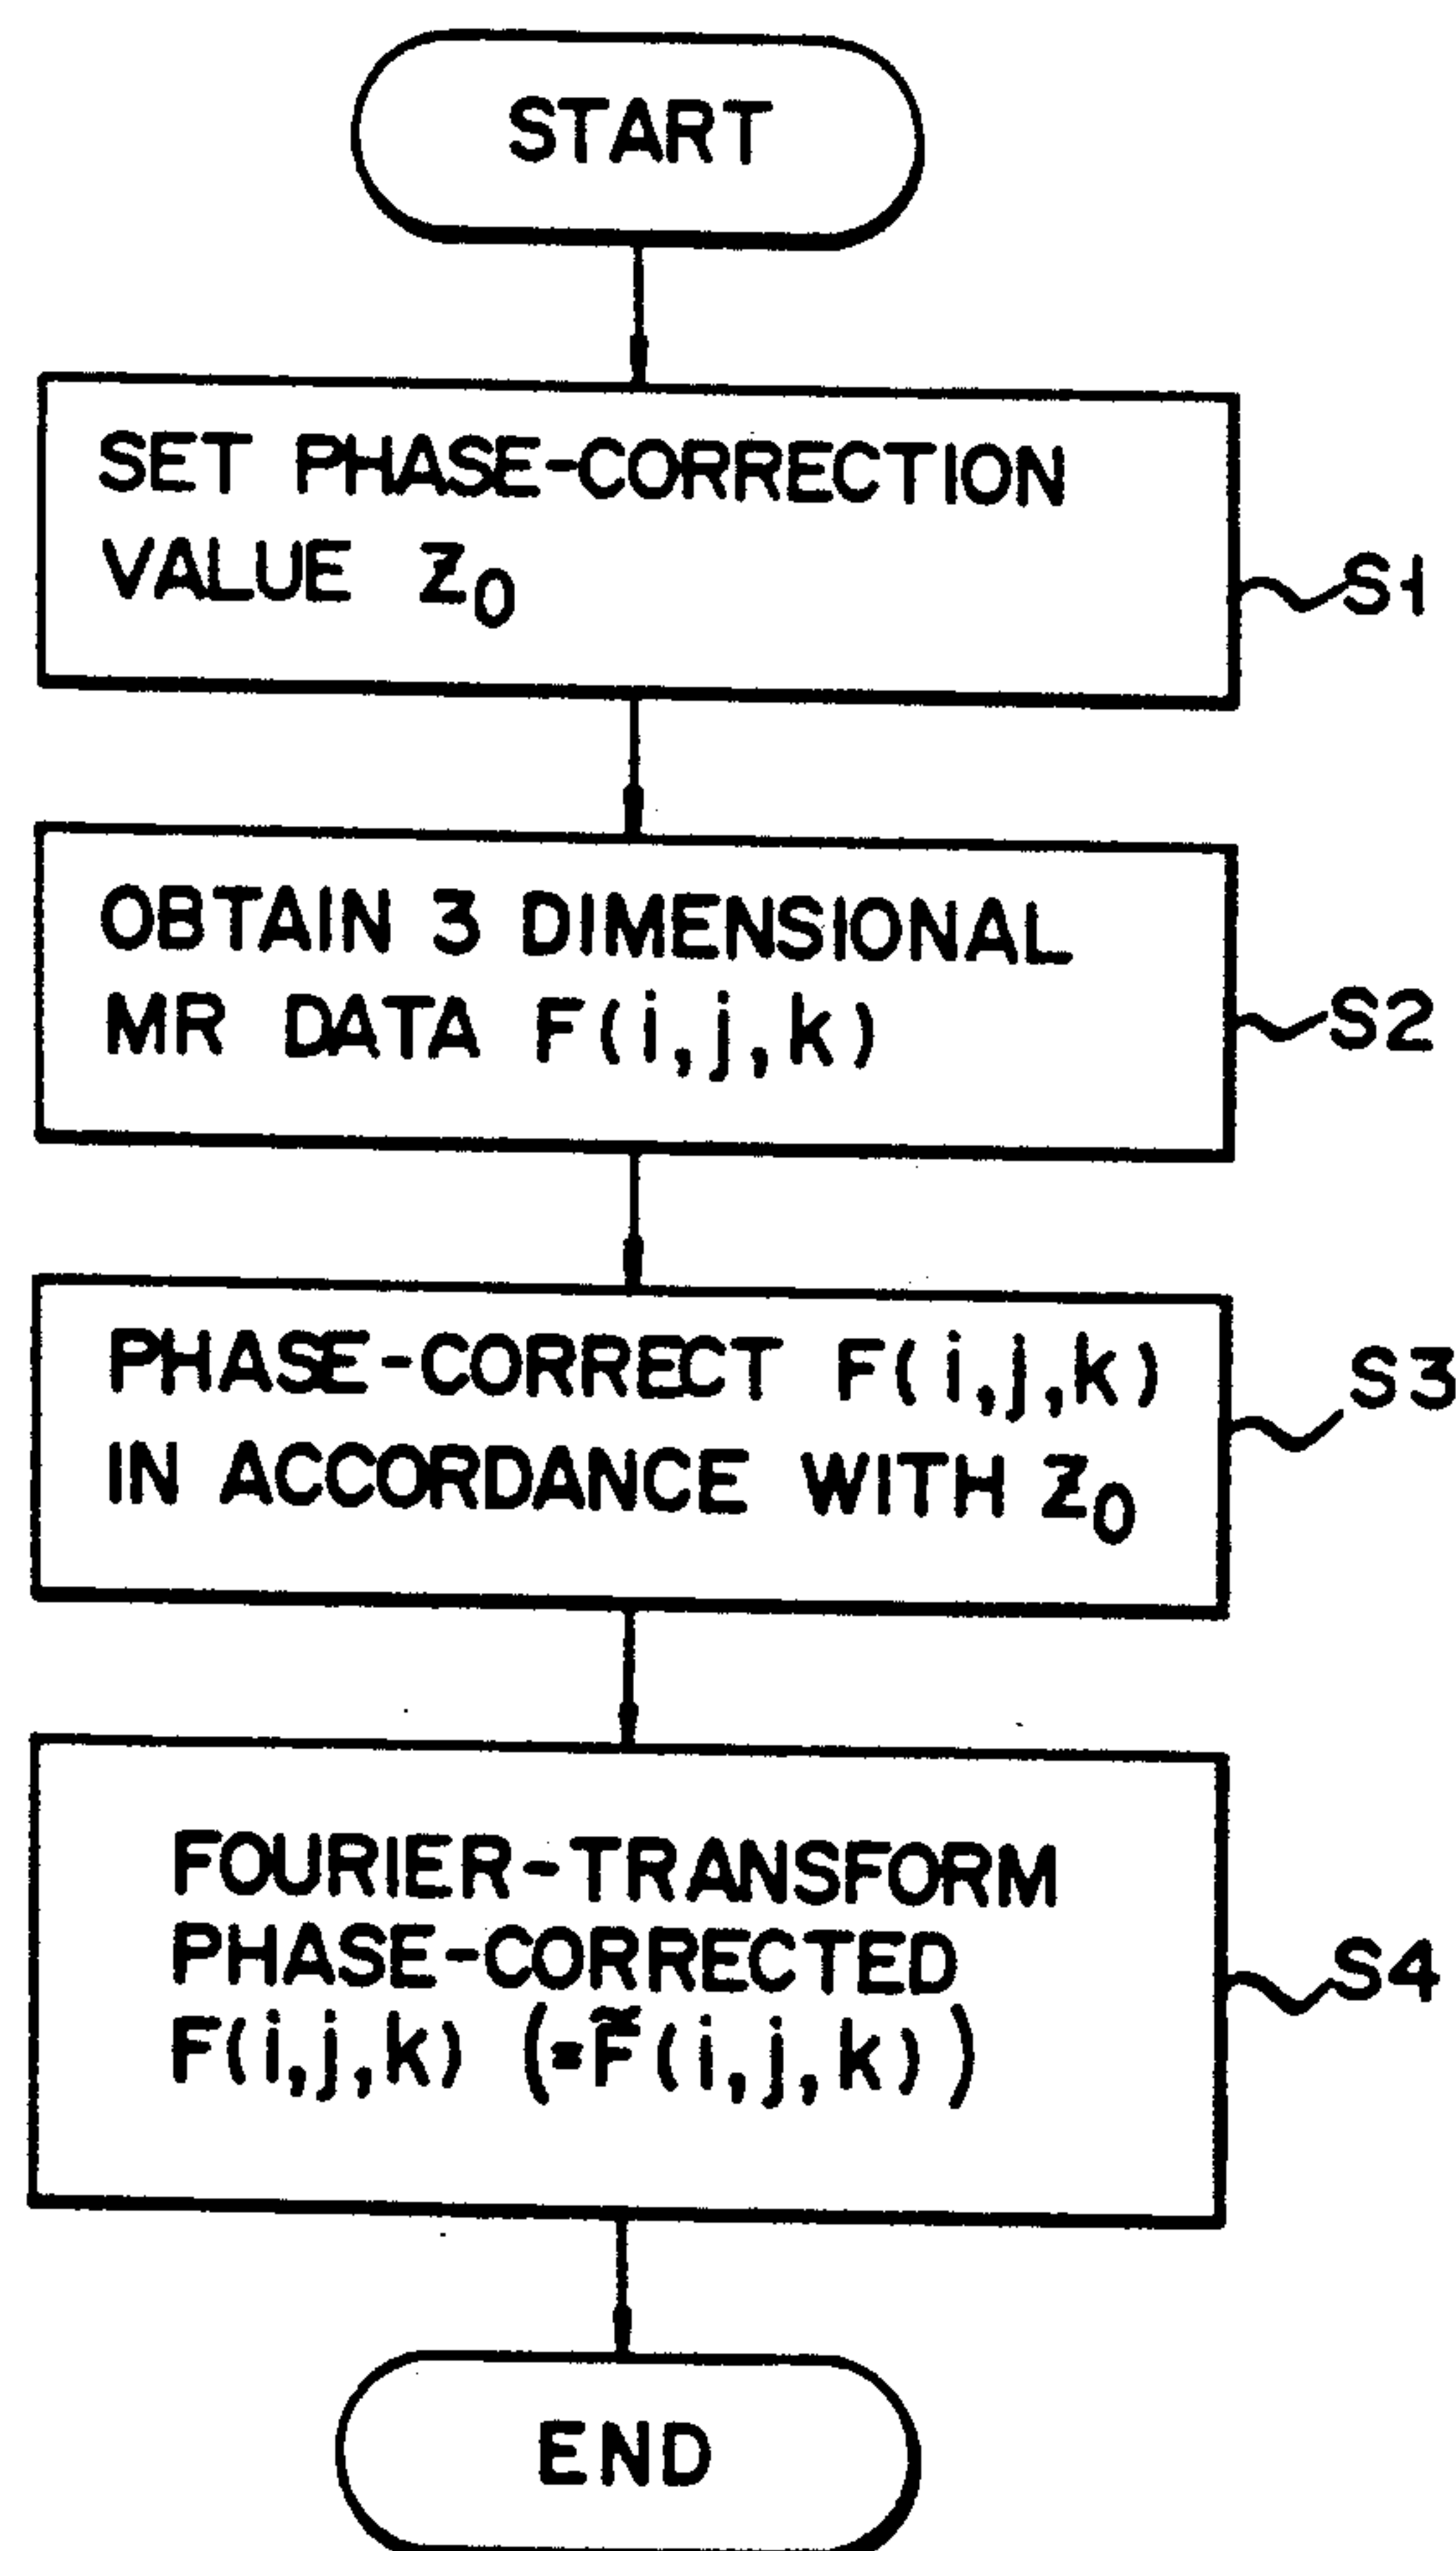 START
SET PHASE-CORRECTION
VALUE Z₀
S1
OBTAIN 3 DIMENSIONAL
MR DATA F(i,j,k)
S2
PHASE-CORRECT F(i,j,k)
IN ACCORDANCE WITH Z₀
S3
FOURIER-TRANSFORM
PHASE-CORRECTED
F(i,j,k) (=F̃(i,j,k))
S4
END